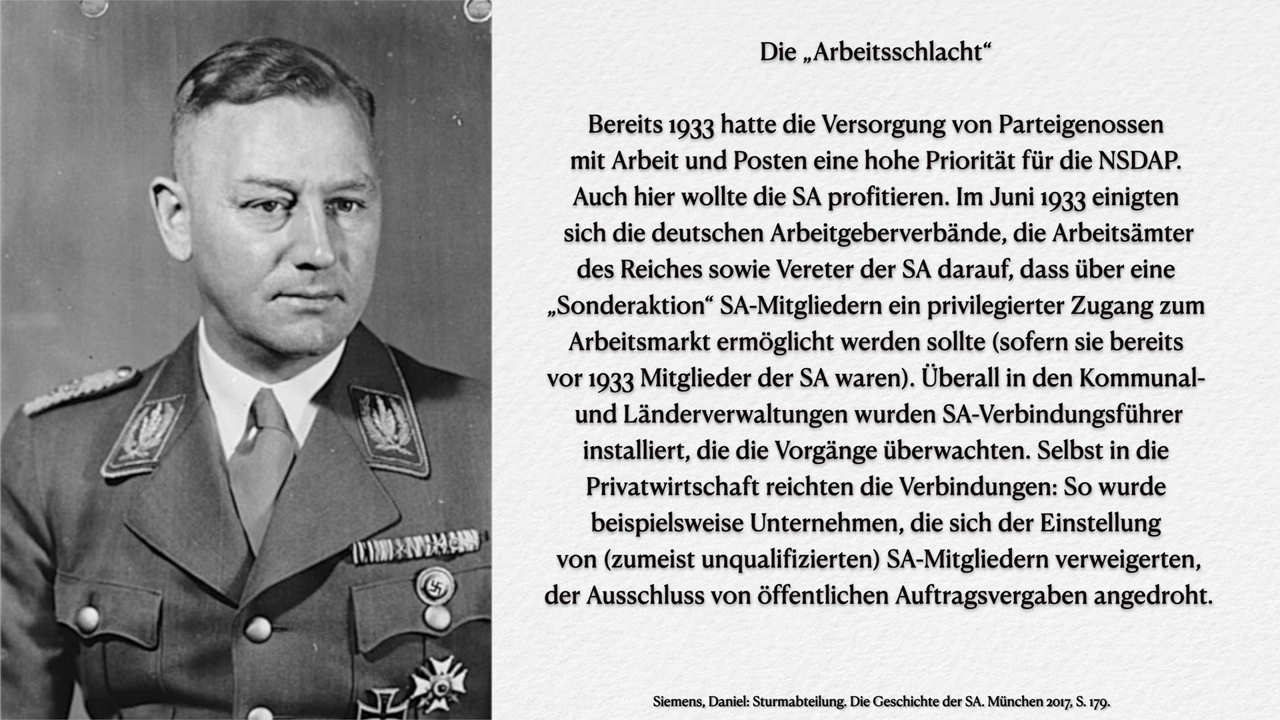 Die „Arbeitsschlacht“
Bereits 1933 hatte die Versorgung von Parteigenossen
mit Arbeit und Posten eine hohe Priorität für die NSDAP.
Auch hier wollte die SA profitieren. Im Juni 1933 einigten
sich die deutschen Arbeitgeberverbände, die Arbeitsämter
des Reiches sowie Vereter der SA darauf, dass über eine
„Sonderaktion“ SA-Mitgliedern ein privilegierter Zugang zum
Arbeitsmarkt ermöglicht werden sollte (sofern sie bereits
vor 1933 Mitglieder der SA waren). Überall in den Kommunal-
und Länderverwaltungen wurden SA-Verbindungsführer
installiert, die die Vorgänge überwachten. Selbst in die
Privatwirtschaft reichten die Verbindungen: So wurde
beispielsweise Unternehmen, die sich der Einstellung
von (zumeist unqualifizierten) SA-Mitgliedern verweigerten,
der Ausschluss von öffentlichen Auftragsvergaben angedroht.
Siemens, Daniel: Sturmabteilung. Die Geschichte der SA. München 2017, S. 179.